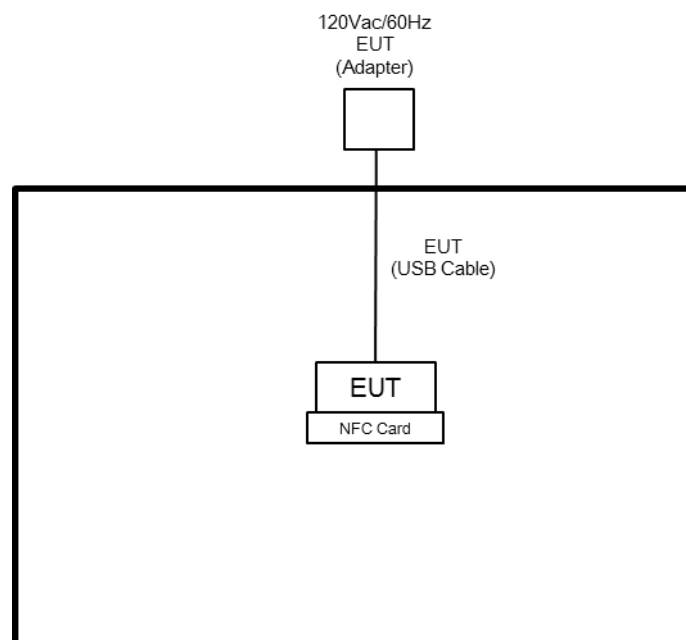 120Vac/60Hz
EUT
(Adapter)
EUT
(USB Cable)
EUT
NFC Card